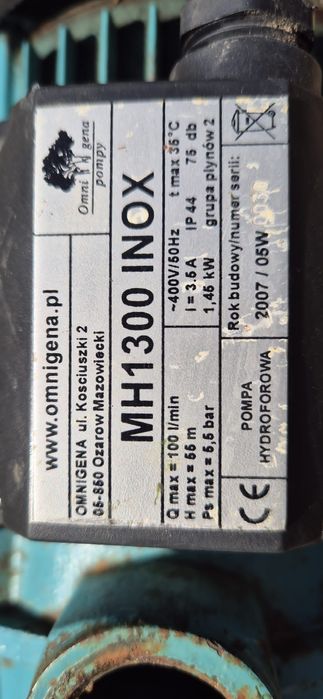 www.omnigena.pl
Omni gena
pompy
OMNIGENA ul. Kosciuszki 2
05-850 Ozarow Mazowiecki
MH1300 INOX
Q max = 100 l/min
H max = 55 m
Ps max = 5,5 bar
~400V/50Hz t max 35°C
I = 3.5A IP 44 75 db
1,45 kW grupa płynów 2
CE
POMPA
HYDROFOROWA
Rok budowy/numer serii:
2007 / 05W